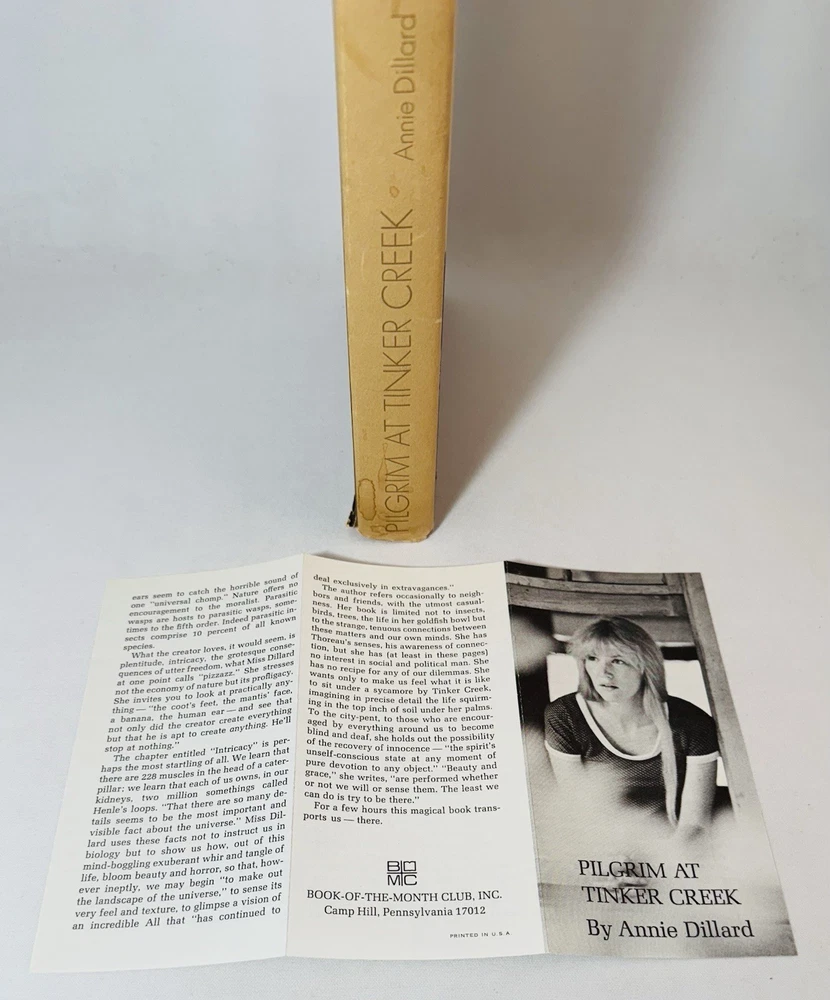 PILGRIM AT TINKER CREEK Annie Dillard
ears seem to catch the horrible sound of
one "universal chomp." Nature offers no
encouragement to the moralist. Parasitic
wasps are hosts to parasitic wasps, some-
times to the fifth order. Indeed parasitic in-
sects comprise 10 percent of all known
species.
What the creator loves, it would seem, is
plentitude, intricacy, the grotesque conse-
quences of utter freedom, what Miss Dillard
at one point calls "pizzazz." She stresses
not the economy of nature but its profligacy.
She invites you to look at practically any-
thing — "the coot's feet, the mantis' face,
a banana, the human ear — and see that
not only did the creator create everything
but that he is apt to create anything. He'll
stop at nothing."
The chapter entitled "Intricacy" is per-
haps the most startling of all. We learn that
there are 228 muscles in the head of a cater-
pillar; we learn that each of us owns, in our
kidneys, two million somethings called
Henle's loops. "That there are so many de-
tails seems to be the most important and
visible fact about the universe." Miss Dil-
lard uses these facts not to instruct us in
biology but to show us how, out of this
mind-boggling exuberant whir and tangle of
life, bloom beauty and horror, so that, how-
ever ineptly, we may begin "to make out
the landscape of the universe," to sense its
very feel and texture, to glimpse a vision of
an incredible All that "has continued to
deal exclusively in extravagances."
The author refers occasionally to neigh-
bors and friends, with the utmost casual-
ness. Her book is limited not to insects,
birds, trees, the life in her goldfish bowl but
to the strange, tenuous connections between
these matters and our own minds. She has
Thoreau's senses, his awareness of connec-
tion, but she has (at least in these pages)
no interest in social and political man. She
has no recipe for any of our dilemmas. She
wants only to make us feel what it is like
to sit under a sycamore by Tinker Creek,
imagining in precise detail the life squirm-
ing in the top inch of soil under her palms.
To the city-pent, to those who are encour-
aged by everything around us to become
blind and deaf, she holds out the possibility
of the recovery of innocence — "the spirit's
unself-conscious state at any moment of
pure devotion to any object." "Beauty and
grace," she writes, "are performed whether
or not we will or sense them. The least we
can do is try to be there."
For a few hours this magical book trans-
ports us — there.
BOMC
BOOK-OF-THE-MONTH CLUB, INC.
Camp Hill, Pennsylvania 17012
PRINTED IN U.S.A
PILGRIM AT
TINKER CREEK
By Annie Dillard